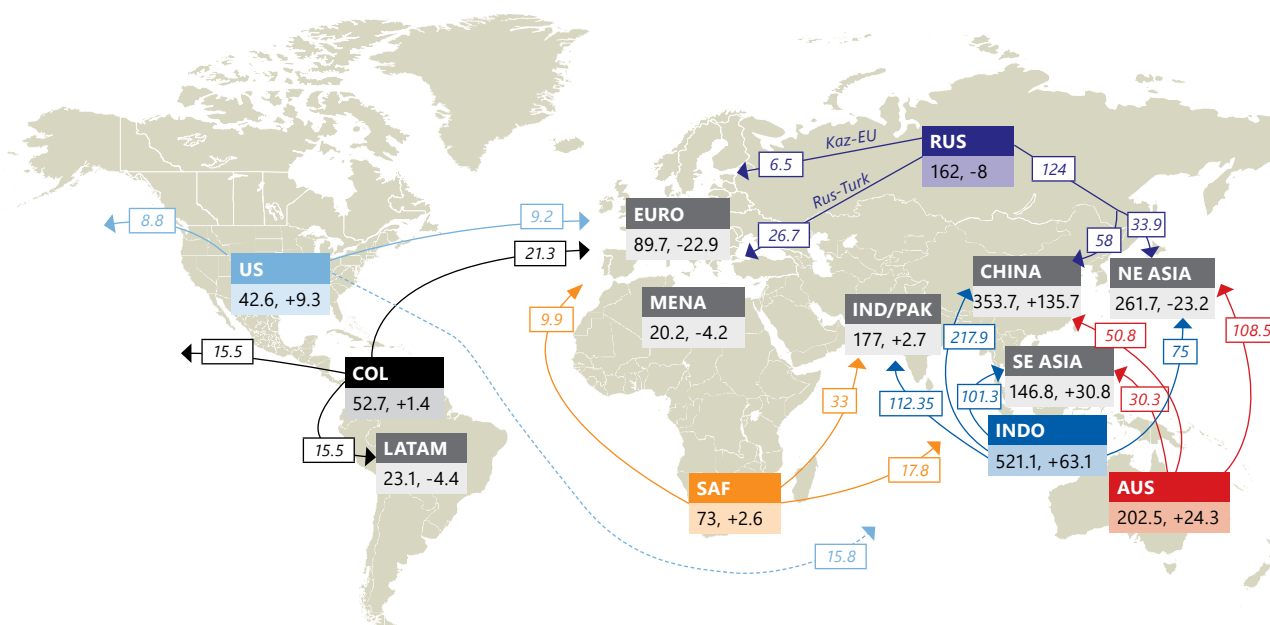 Kaz-EU
RUS
162, -8
6.5
124
Rus-Turk
8.8
9.2
EURO
89.7, -22.9
26.7
33.9
58
21.3
US
42.6, +9.3
CHINA
353.7, +135.7
NE ASIA
261.7, -23.2
MENA
20.2, -4.2
IND/PAK
177, +2.7
9.9
217.9
50.8
108.5
15.5
75
SE ASIA
146.8, +30.8
COL
52.7, +1.4
33
112.35
101.3
30.3
INDO
521.1, +63.1
15.5
LATAM
23.1, -4.4
17.8
SAF
73, +2.6
AUS
202.5, +24.3
15.8